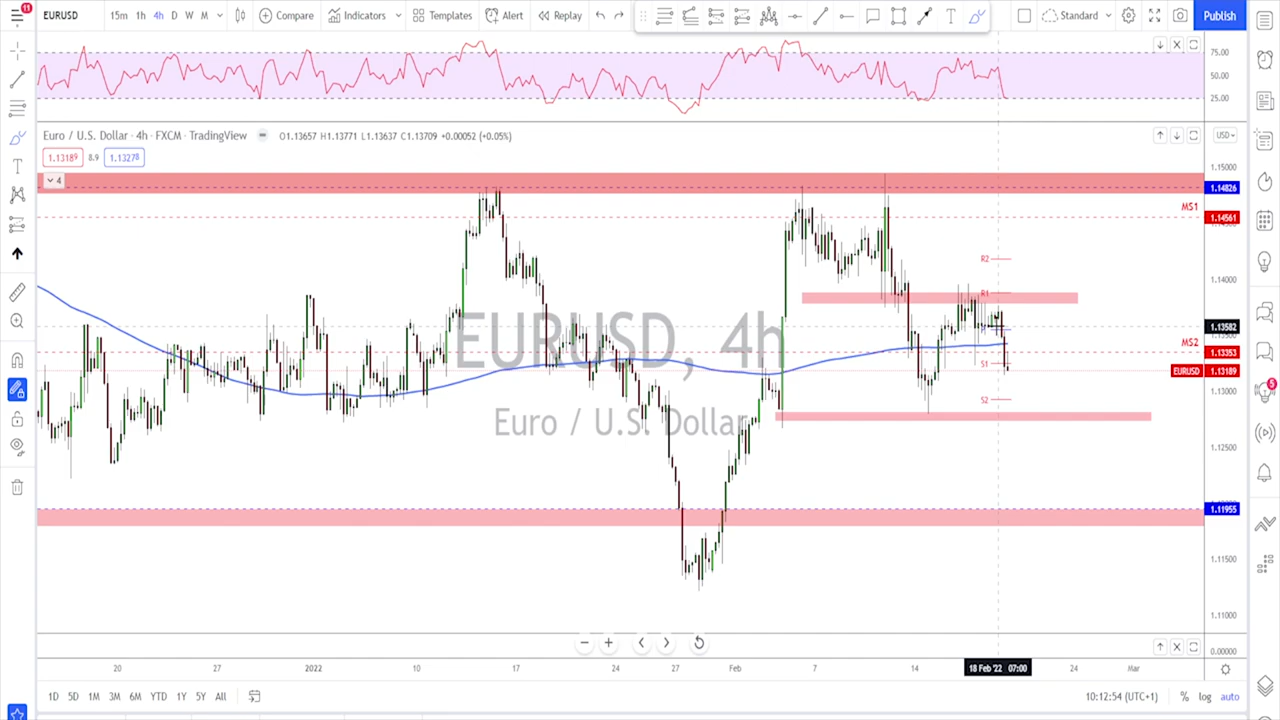 11
EURUSD 15m 1h 4h D W M Compare Indicators Templates Alert Replay Standard Publish
75.00
50.00
25.00
Euro / U.S. Dollar · 4h · FXCM · TradingView O1.13657 H1.13771 L1.13637 C1.13709 +0.00052 (+0.05%) USD
1.13189 8.9 1.13278
1.15000
4
1.14826
MS1
1.14561
R2
1.14000
R1
EURUSD, 4h
1.13582
MS2
1.13353
S1
EURUSD 1.13189
5
1.13000
S2
Euro / U.S. Dollar
1.12500
1.11955
1.11500
1.11000
0.00000
20 27 2022 10 17 24 27 Feb 7 14 18 Feb '22 07:00 24 Mar
1D 5D 1M 3M 6M YTD 1Y 5Y All 10:12:54 (UTC+1) % log auto